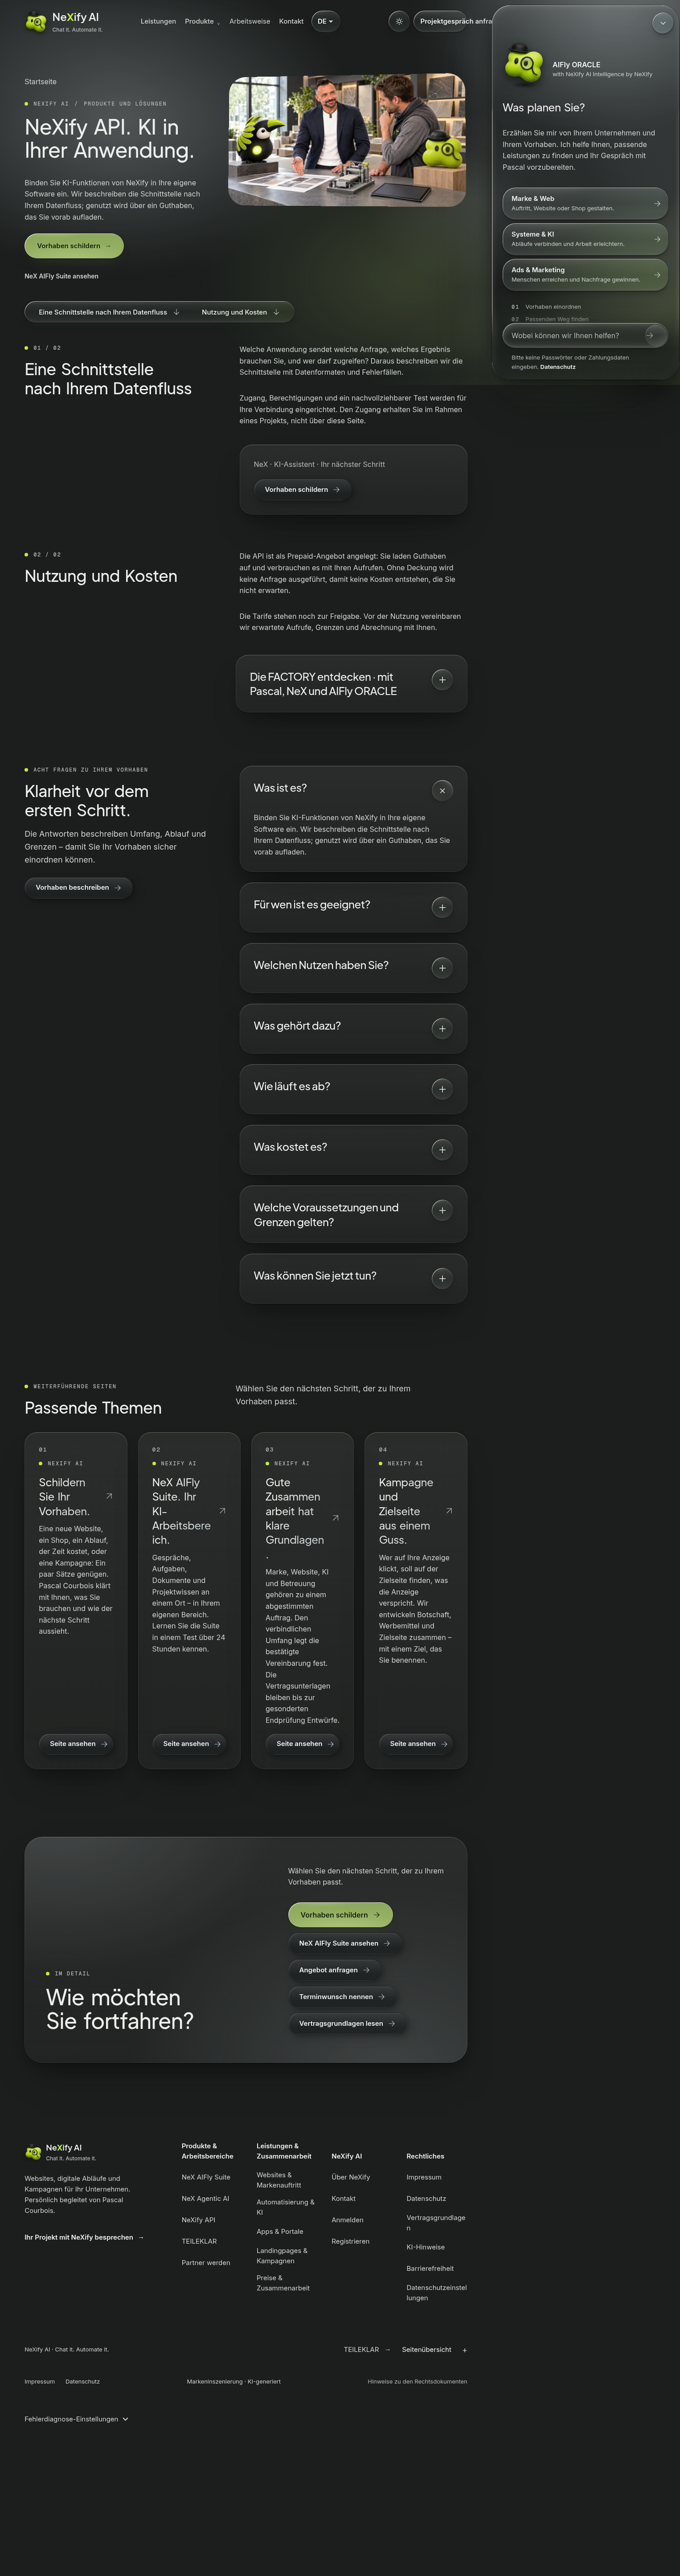 NeXify AI
Chat it. Automate it.
Leistungen
Produkte
Arbeitsweise
Kontakt
DE
Projektgespräch anfra
AIFly ORACLE
with NeXify AI Intelligence by NeXify
Was planen Sie?
Erzählen Sie mir von Ihrem Unternehmen und
Ihrem Vorhaben. Ich helfe Ihnen, passende
Leistungen zu finden und Ihr Gespräch mit
Pascal vorzubereiten.
Marke & Web
Auftritt, Website oder Shop gestalten.
→
Systeme & KI
Abläufe verbinden und Arbeit erleichtern.
→
Ads & Marketing
Menschen erreichen und Nachfrage gewinnen.
→
01 Vorhaben einordnen
02 Passenden Weg finden
Wobei können wir Ihnen helfen?
→
Bitte keine Passwörter oder Zahlungsdaten
eingeben. Datenschutz
Startseite
NEXIFY AI / PRODUKTE UND LÖSUNGEN
NeXify API. KI in
Ihrer Anwendung.
Binden Sie KI-Funktionen von NeXify in Ihre eigene
Software ein. Wir beschreiben die Schnittstelle nach
Ihrem Datenfluss; genutzt wird über ein Guthaben,
das Sie vorab aufladen.
Vorhaben schildern →
NeX AIFly Suite ansehen
Eine Schnittstelle nach Ihrem Datenfluss ↓
Nutzung und Kosten ↓
01 / 02
Eine Schnittstelle
nach Ihrem Datenfluss
Welche Anwendung sendet welche Anfrage, welches Ergebnis
brauchen Sie, und wer darf zugreifen? Daraus beschreiben wir die
Schnittstelle mit Datenformaten und Fehlerfällen.
Zugang, Berechtigungen und ein nachvollziehbarer Test werden für
Ihre Verbindung eingerichtet. Den Zugang erhalten Sie im Rahmen
eines Projekts, nicht über diese Seite.
NeX · KI-Assistent · Ihr nächster Schritt
Vorhaben schildern →
02 / 02
Nutzung und Kosten
Die API ist als Prepaid-Angebot angelegt: Sie laden Guthaben
auf und verbrauchen es mit Ihren Aufrufen. Ohne Deckung wird
keine Anfrage ausgeführt, damit keine Kosten entstehen, die Sie
nicht erwarten.
Die Tarife stehen noch zur Freigabe. Vor der Nutzung vereinbaren
wir erwartete Aufrufe, Grenzen und Abrechnung mit Ihnen.
Die FACTORY entdecken · mit
Pascal, NeX und AIFly ORACLE
+
ACHT FRAGEN ZU IHREM VORHABEN
Klarheit vor dem
ersten Schritt.
Die Antworten beschreiben Umfang, Ablauf und
Grenzen – damit Sie Ihr Vorhaben sicher
einordnen können.
Vorhaben beschreiben →
Was ist es?
×
Binden Sie KI-Funktionen von NeXify in Ihre eigene
Software ein. Wir beschreiben die Schnittstelle nach
Ihrem Datenfluss; genutzt wird über ein Guthaben, das Sie
vorab aufladen.
Für wen ist es geeignet?
+
Welchen Nutzen haben Sie?
+
Was gehört dazu?
+
Wie läuft es ab?
+
Was kostet es?
+
Welche Voraussetzungen und
Grenzen gelten?
+
Was können Sie jetzt tun?
+
WEITERFÜHRENDE SEITEN
Passende Themen
Wählen Sie den nächsten Schritt, der zu Ihrem
Vorhaben passt.
01
NEXIFY AI
Schildern
Sie Ihr
Vorhaben.
↗
Eine neue Website,
ein Shop, ein Ablauf,
der Zeit kostet, oder
eine Kampagne: Ein
paar Sätze genügen.
Pascal Courbois klärt
mit Ihnen, was Sie
brauchen und wie der
nächste Schritt
aussieht.
Seite ansehen →
02
NEXIFY AI
NeX AIFly
Suite. Ihr
KI-
Arbeitsbere
ich.
↗
Gespräche,
Aufgaben,
Dokumente und
Projektwissen an
einem Ort – in Ihrem
eigenen Bereich.
Lernen Sie die Suite
in einem Test über 24
Stunden kennen.
Seite ansehen →
03
NEXIFY AI
Gute
Zusammen
arbeit hat
klare
Grundlagen
.
↗
Marke, Website, KI
und Betreuung
gehören zu einem
abgestimmten
Auftrag. Den
verbindlichen
Umfang legt die
bestätigte
Vereinbarung fest.
Die
Vertragsunterlagen
bleiben bis zur
gesonderten
Endprüfung Entwürfe.
Seite ansehen →
04
NEXIFY AI
Kampagne
und
Zielseite
aus einem
Guss.
↗
Wer auf Ihre Anzeige
klickt, soll auf der
Zielseite finden, was
die Anzeige
verspricht. Wir
entwickeln Botschaft,
Werbemittel und
Zielseite zusammen –
mit einem Ziel, das
Sie benennen.
Seite ansehen →
IM DETAIL
Wie möchten
Sie fortfahren?
Wählen Sie den nächsten Schritt, der zu Ihrem
Vorhaben passt.
Vorhaben schildern →
NeX AIFly Suite ansehen →
Angebot anfragen →
Terminwunsch nennen →
Vertragsgrundlagen lesen →
NeXify AI
Chat it. Automate it.
Websites, digitale Abläufe und
Kampagnen für Ihr Unternehmen.
Persönlich begleitet von Pascal
Courbois.
Ihr Projekt mit NeXify besprechen →
Produkte &
Arbeitsbereiche
NeX AIFly Suite
NeX Agentic AI
NeXify API
TEILEKLAR
Partner werden
Leistungen &
Zusammenarbeit
Websites &
Markenauftritt
Automatisierung &
KI
Apps & Portale
Landingpages &
Kampagnen
Preise &
Zusammenarbeit
NeXify AI
Über NeXify
Kontakt
Anmelden
Registrieren
Rechtliches
Impressum
Datenschutz
Vertragsgrundlage
n
KI-Hinweise
Barrierefreiheit
Datenschutzeinstel
lungen
NeXify AI · Chat it. Automate it.
TEILEKLAR →
Seitenübersicht +
Impressum
Datenschutz
Markeninszenierung · KI-generiert
Hinweise zu den Rechtsdokumenten
Fehlerdiagnose-Einstellungen